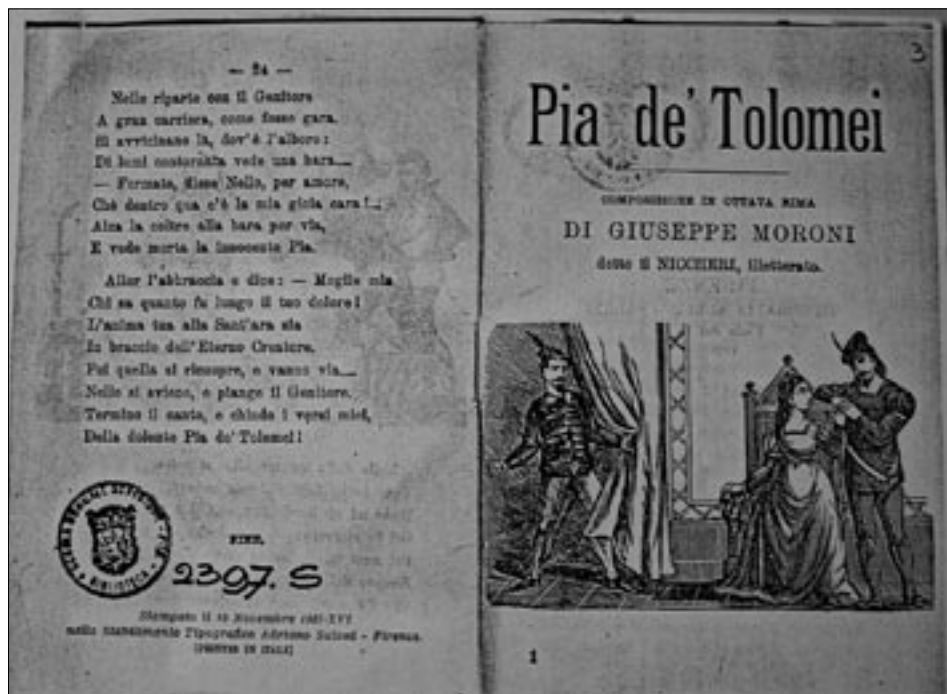 — 24 —
Nello riparte con il Genitore
A gran carriera, come fosse gara.
Si avvicinano là, dov'è l'albore:
Di lumi contornata vede una bara....
— Fermate, disse Nello, per amore,
Chè dentro qua c'è la mia gioia cara!...
Alza la coltre alla bara per via,
E vede morta la innocente Pia.
Allor l'abbraccia e dice: — Moglie mia
Chi sa quanto fu lungo il tuo dolore!
L'anima tua alla Sant'ara sia
In braccio dell'Eterno Creatore.
Poi quella si ricuopre, e vanno via....
Nello si sviene, e piange il Genitore.
Termino il canto, e chiudo i versi miei,
Della dolente Pia de' Tolomei!
FINE.
BIBLIOTECA
2397. S
Stampato il 10 Novembre XVI
nello Stabilimento Tipografico Adriano Salani - Firenze.
(PRINTED IN ITALY)
3
Pia de' Tolomei
COMPOSIZIONE IN OTTAVA RIMA
DI GIUSEPPE MORONI
detto il NICCHERI, illetterato.
1